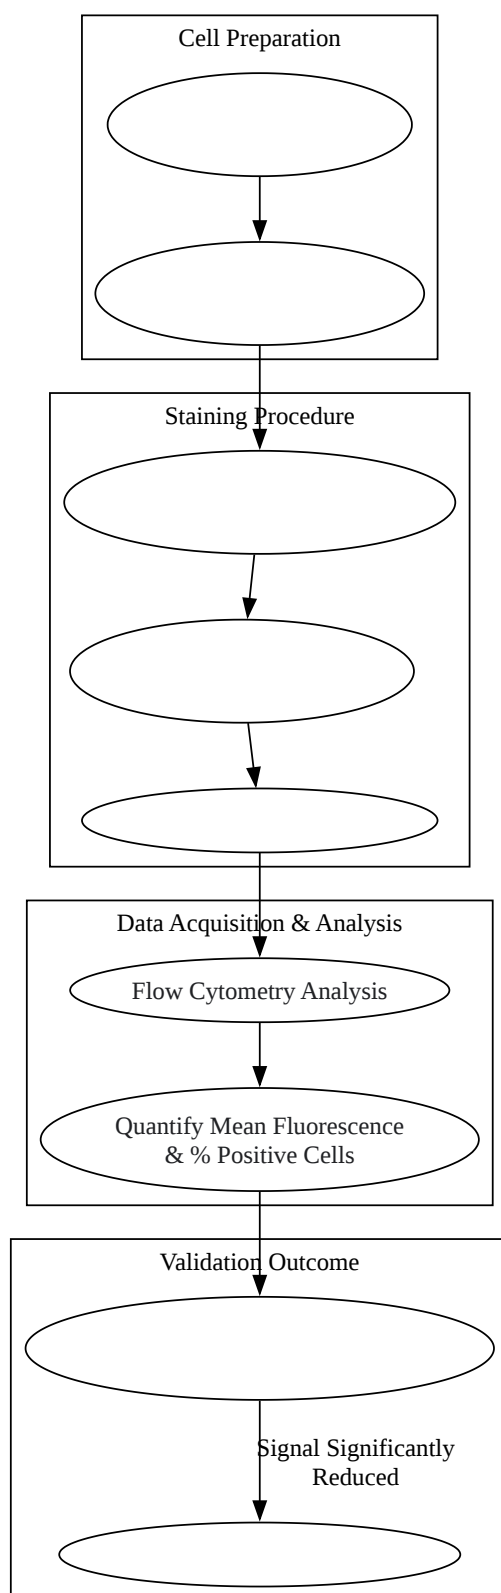 Cell Preparation
Staining Procedure
Data Acquisition & Analysis
Flow Cytometry Analysis
Quantify Mean Fluorescence
& % Positive Cells
Validation Outcome
Signal Significantly
Reduced